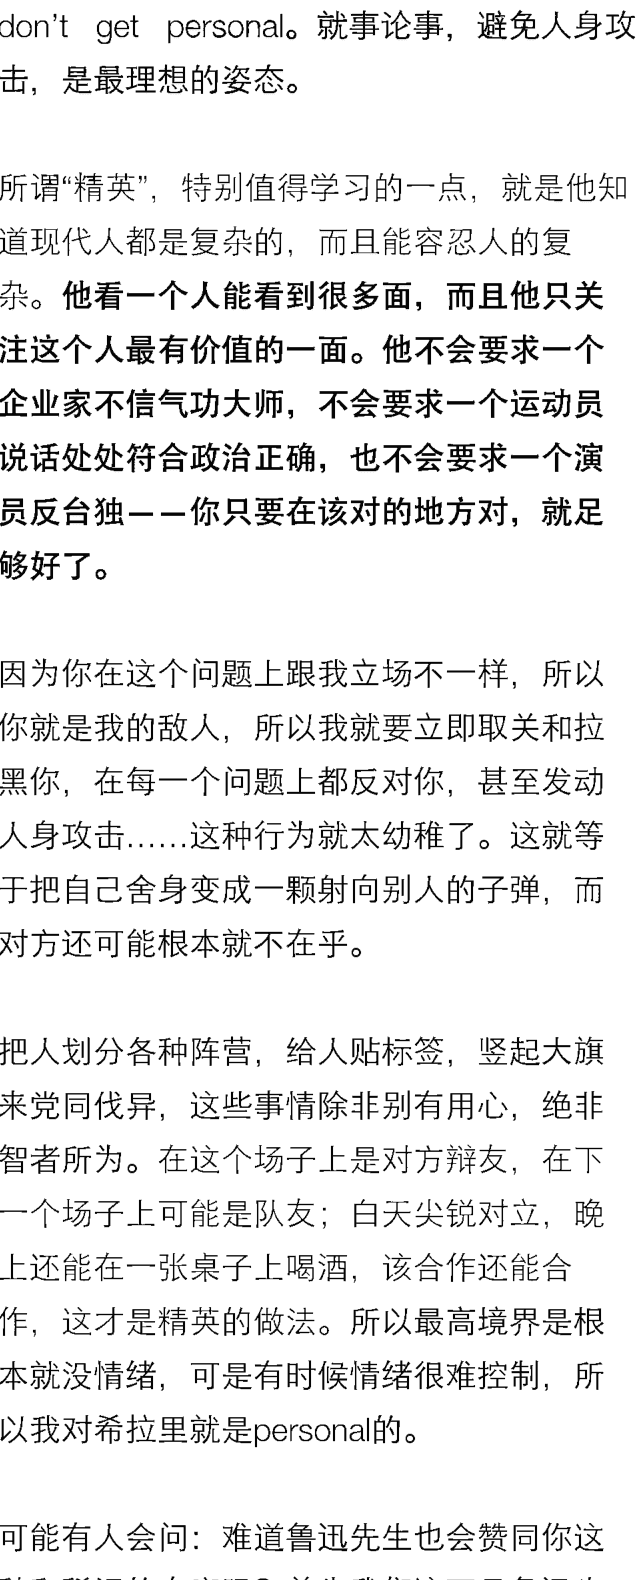 don't get personal。就事论事，避免人身攻
击，是最理想的姿态。
所谓“精英”，特别值得学习的一点，就是他知
道现代人都是复杂的，而且能容忍人的复
杂。他看一个人能看到很多面，而且他只关
注这个人最有价值的一面。他不会要求一个
企业家不信气功大师，不会要求一个运动员
说话处处符合政治正确，也不会要求一个演
员反台独——你只要在该对的地方对，就足
够好了。
因为你在这个问题上跟我立场不一样，所以
你就是我的敌人，所以我就要立即取关和拉
黑你，在每一个问题上都反对你，甚至发动
人身攻击……这种行为就太幼稚了。这就等
于把自己舍身变成一颗射向别人的子弹，而
对方还可能根本就不在乎。
把人划分各种阵营，给人贴标签，竖起大旗
来党同伐异，这些事情除非别有用心，绝非
智者所为。在这个场子上是对方辩友，在下
一个场子上可能是队友；白天尖锐对立，晚
上还能在一张桌子上喝酒，该合作还能合
作，这才是精英的做法。所以最高境界是根
本就没情绪，可是有时候情绪很难控制，所
以我对希拉里就是personal的。
可能有人会问：难道鲁迅先生也会赞同你这